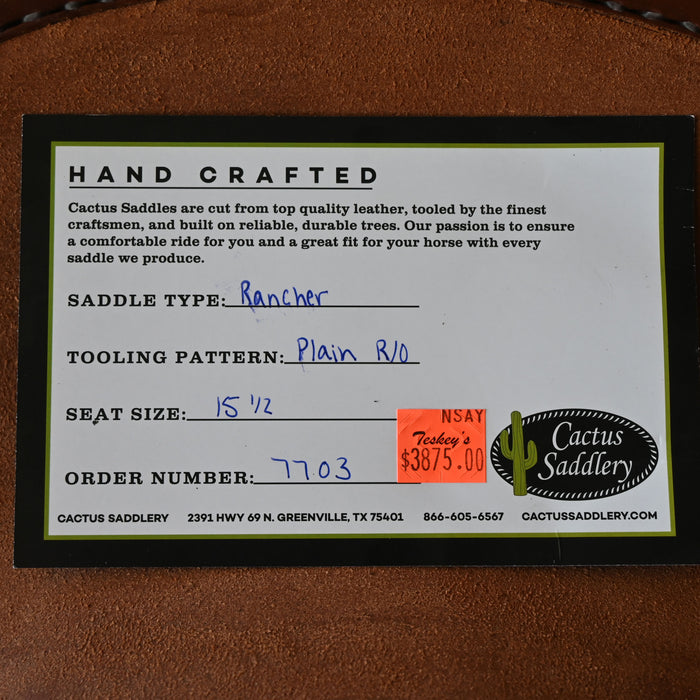 HAND CRAFTED
Cactus Saddles are cut from top quality leather, tooled by the finest
craftsmen, and built on reliable, durable trees. Our passion is to ensure
a comfortable ride for you and a great fit for your horse with every
saddle we produce.
SADDLE TYPE: Rancher
TOOLING PATTERN: Plain R/O
SEAT SIZE: 15 1/2
NSAY
Teskey's
$3875.00
Cactus
Saddlery
ORDER NUMBER: 7703
CACTUS SADDLERY 2391 HWY 69 N. GREENVILLE, TX 75401 866-605-6567 CACTUSSADDLERY.COM